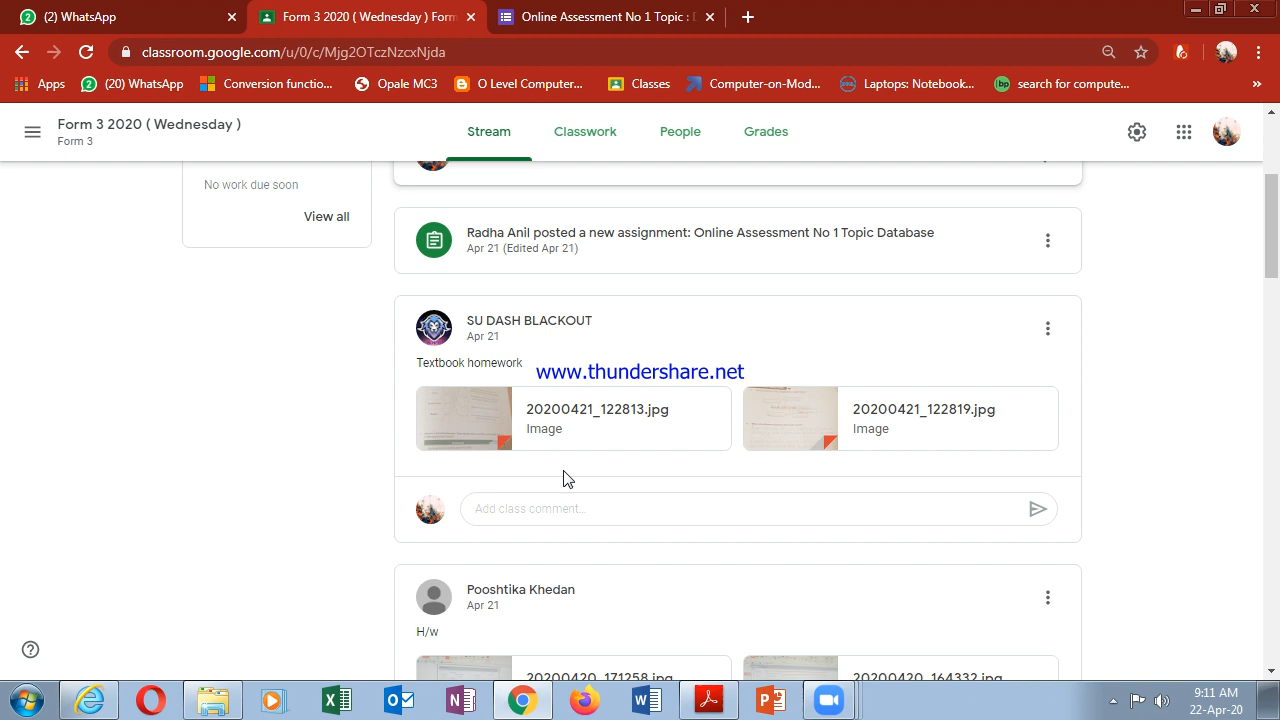 (2) WhatsApp
Form 3 2020 ( Wednesday ) Form
Online Assessment No 1 Topic :
classroom.google.com/u/0/c/Mjg2OTczNzcxNjda
Apps
(20) WhatsApp
Conversion functio...
Opale MC3
O Level Computer...
Classes
Computer-on-Mod...
Laptops: Notebook...
search for compute...
Form 3 2020 ( Wednesday )
Form 3
Stream
Classwork
People
Grades
No work due soon
View all
Radha Anil posted a new assignment: Online Assessment No 1 Topic Database
Apr 21 (Edited Apr 21)
SU DASH BLACKOUT
Apr 21
Textbook homework
www.thundershare.net
20200421_122813.jpg
Image
20200421_122819.jpg
Image
Add class comment...
Pooshtika Khedan
Apr 21
H/w
20200420_171258.jpg
20200420_164332.jpg
9:11 AM
22-Apr-20